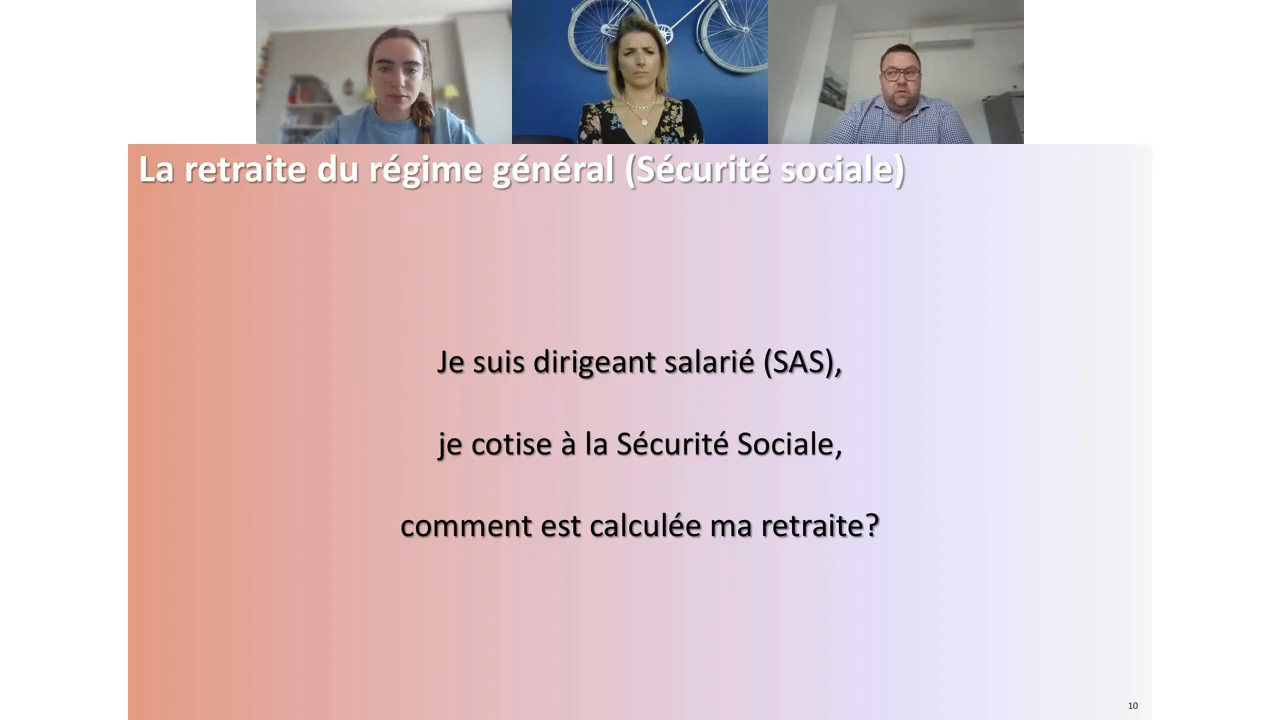 La retraite du régime général (Sécurité sociale)
Je suis dirigeant salarié (SAS),
je cotise à la Sécurité Sociale,
comment est calculée ma retraite?
10